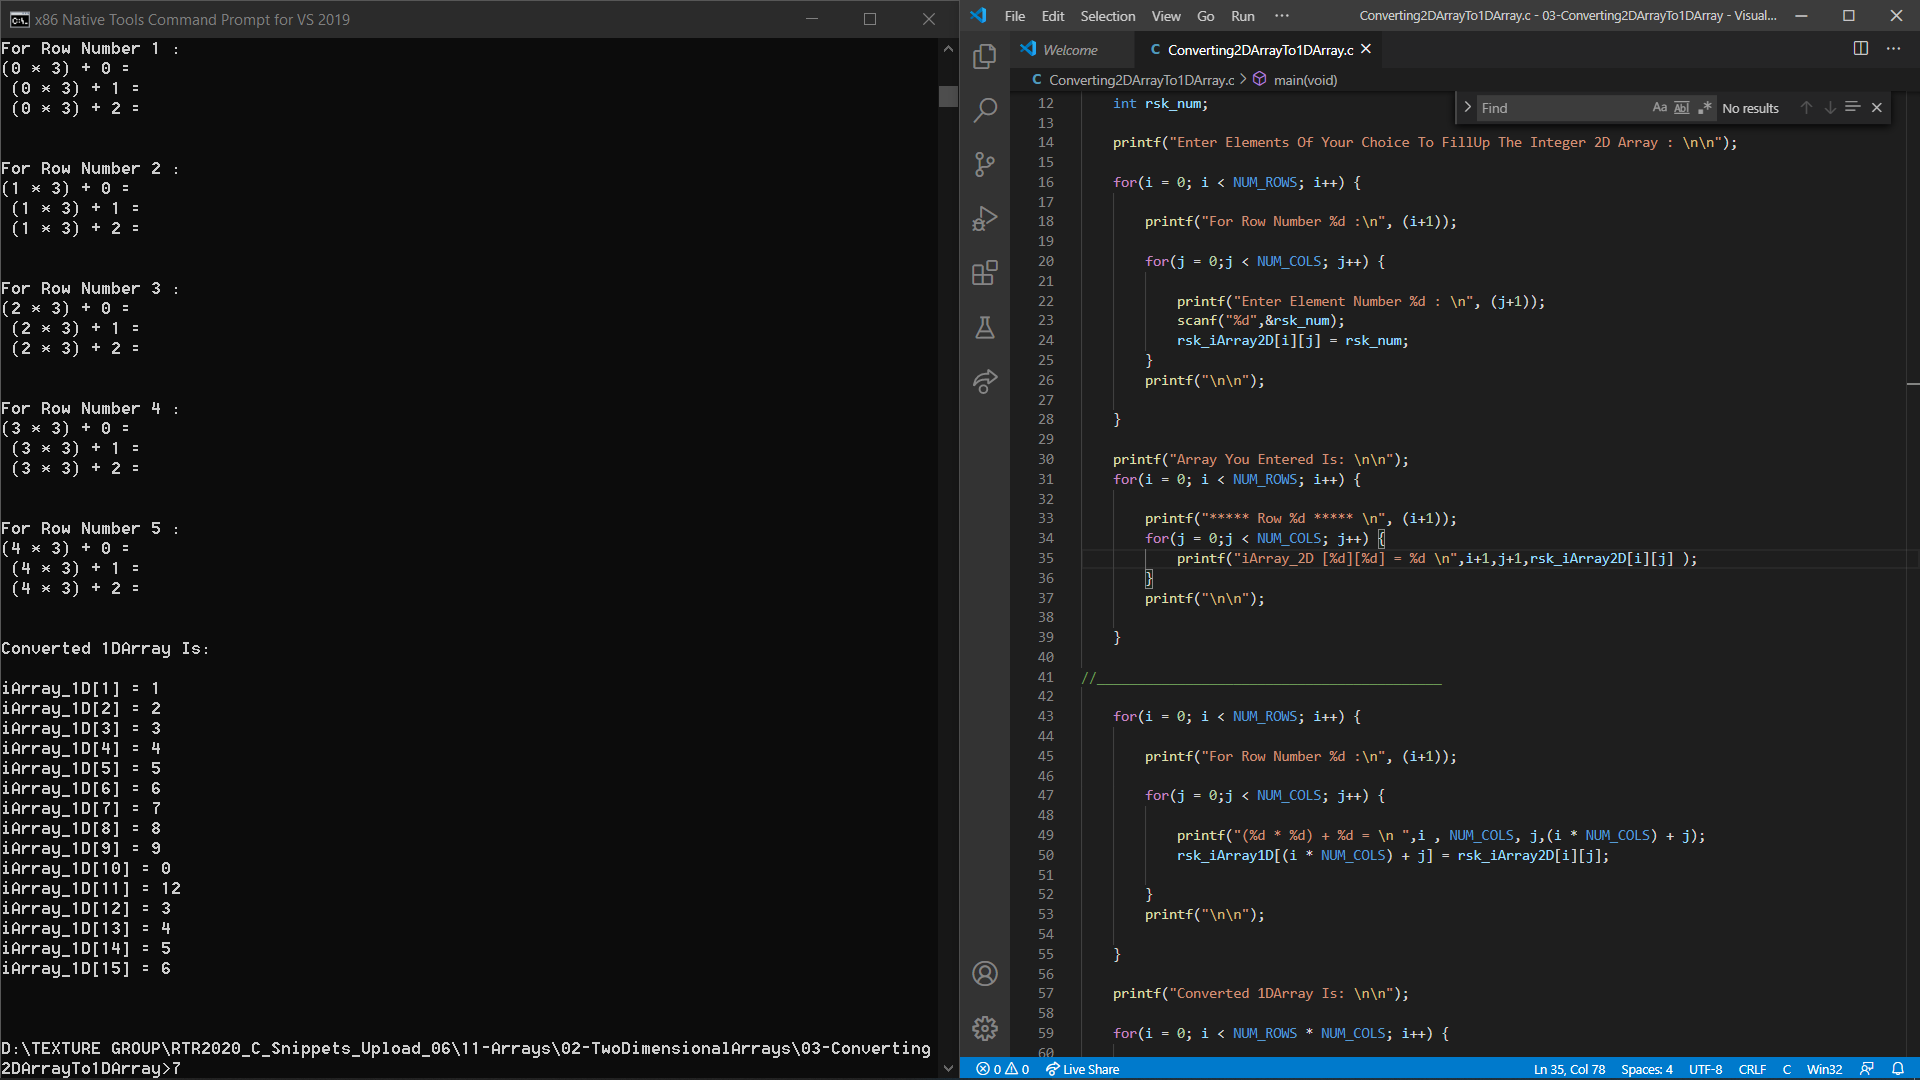 x86 Native Tools Command Prompt for VS 2019
For Row Number 1 :
(0 * 3) + 0 =
(0 * 3) + 1 =
(0 * 3) + 2 =
For Row Number 2 :
(1 * 3) + 0 =
(1 * 3) + 1 =
(1 * 3) + 2 =
For Row Number 3 :
(2 * 3) + 0 =
(2 * 3) + 1 =
(2 * 3) + 2 =
For Row Number 4 :
(3 * 3) + 0 =
(3 * 3) + 1 =
(3 * 3) + 2 =
For Row Number 5 :
(4 * 3) + 0 =
(4 * 3) + 1 =
(4 * 3) + 2 =
Converted 1DArray Is:
iArray_1D[1] = 1
iArray_1D[2] = 2
iArray_1D[3] = 3
iArray_1D[4] = 4
iArray_1D[5] = 5
iArray_1D[6] = 6
iArray_1D[7] = 7
iArray_1D[8] = 8
iArray_1D[9] = 9
iArray_1D[10] = 0
iArray_1D[11] = 12
iArray_1D[12] = 3
iArray_1D[13] = 4
iArray_1D[14] = 5
iArray_1D[15] = 6
D:\TEXTURE GROUP\RTR2020_C_Snippets_Upload_06\11-Arrays\02-TwoDimensionalArrays\03-Converting
2DArrayTo1DArray>7
File Edit Selection View Go Run ··· Converting2DArrayTo1DArray.c - 03-Converting2DArrayTo1DArray - Visual...
Welcome C Converting2DArrayTo1DArray.c
C Converting2DArrayTo1DArray.c > main(void)
Find Aa Abl .* No results
12 int rsk_num;
13
14 printf("Enter Elements Of Your Choice To FillUp The Integer 2D Array : \n\n");
15
16 for(i = 0; i < NUM_ROWS; i++) {
17
18 printf("For Row Number %d :\n", (i+1));
19
20 for(j = 0;j < NUM_COLS; j++) {
21
22 printf("Enter Element Number %d : \n", (j+1));
23 scanf("%d",&rsk_num);
24 rsk_iArray2D[i][j] = rsk_num;
25 }
26 printf("\n\n");
27
28 }
29
30 printf("Array You Entered Is: \n\n");
31 for(i = 0; i < NUM_ROWS; i++) {
32
33 printf("***** Row %d ***** \n", (i+1));
34 for(j = 0;j < NUM_COLS; j++) {
35 printf("iArray_2D [%d][%d] = %d \n",i+1,j+1,rsk_iArray2D[i][j] );
36 }
37 printf("\n\n");
38
39 }
40
41 //___________________________________________
42
43 for(i = 0; i < NUM_ROWS; i++) {
44
45 printf("For Row Number %d :\n", (i+1));
46
47 for(j = 0;j < NUM_COLS; j++) {
48
49 printf("(%d * %d) + %d = \n ",i , NUM_COLS, j,(i * NUM_COLS) + j);
50 rsk_iArray1D[(i * NUM_COLS) + j] = rsk_iArray2D[i][j];
51
52 }
53 printf("\n\n");
54
55 }
56
57 printf("Converted 1DArray Is: \n\n");
58
59 for(i = 0; i < NUM_ROWS * NUM_COLS; i++) {
60
0 0 Live Share Ln 35, Col 78 Spaces: 4 UTF-8 CRLF C Win32